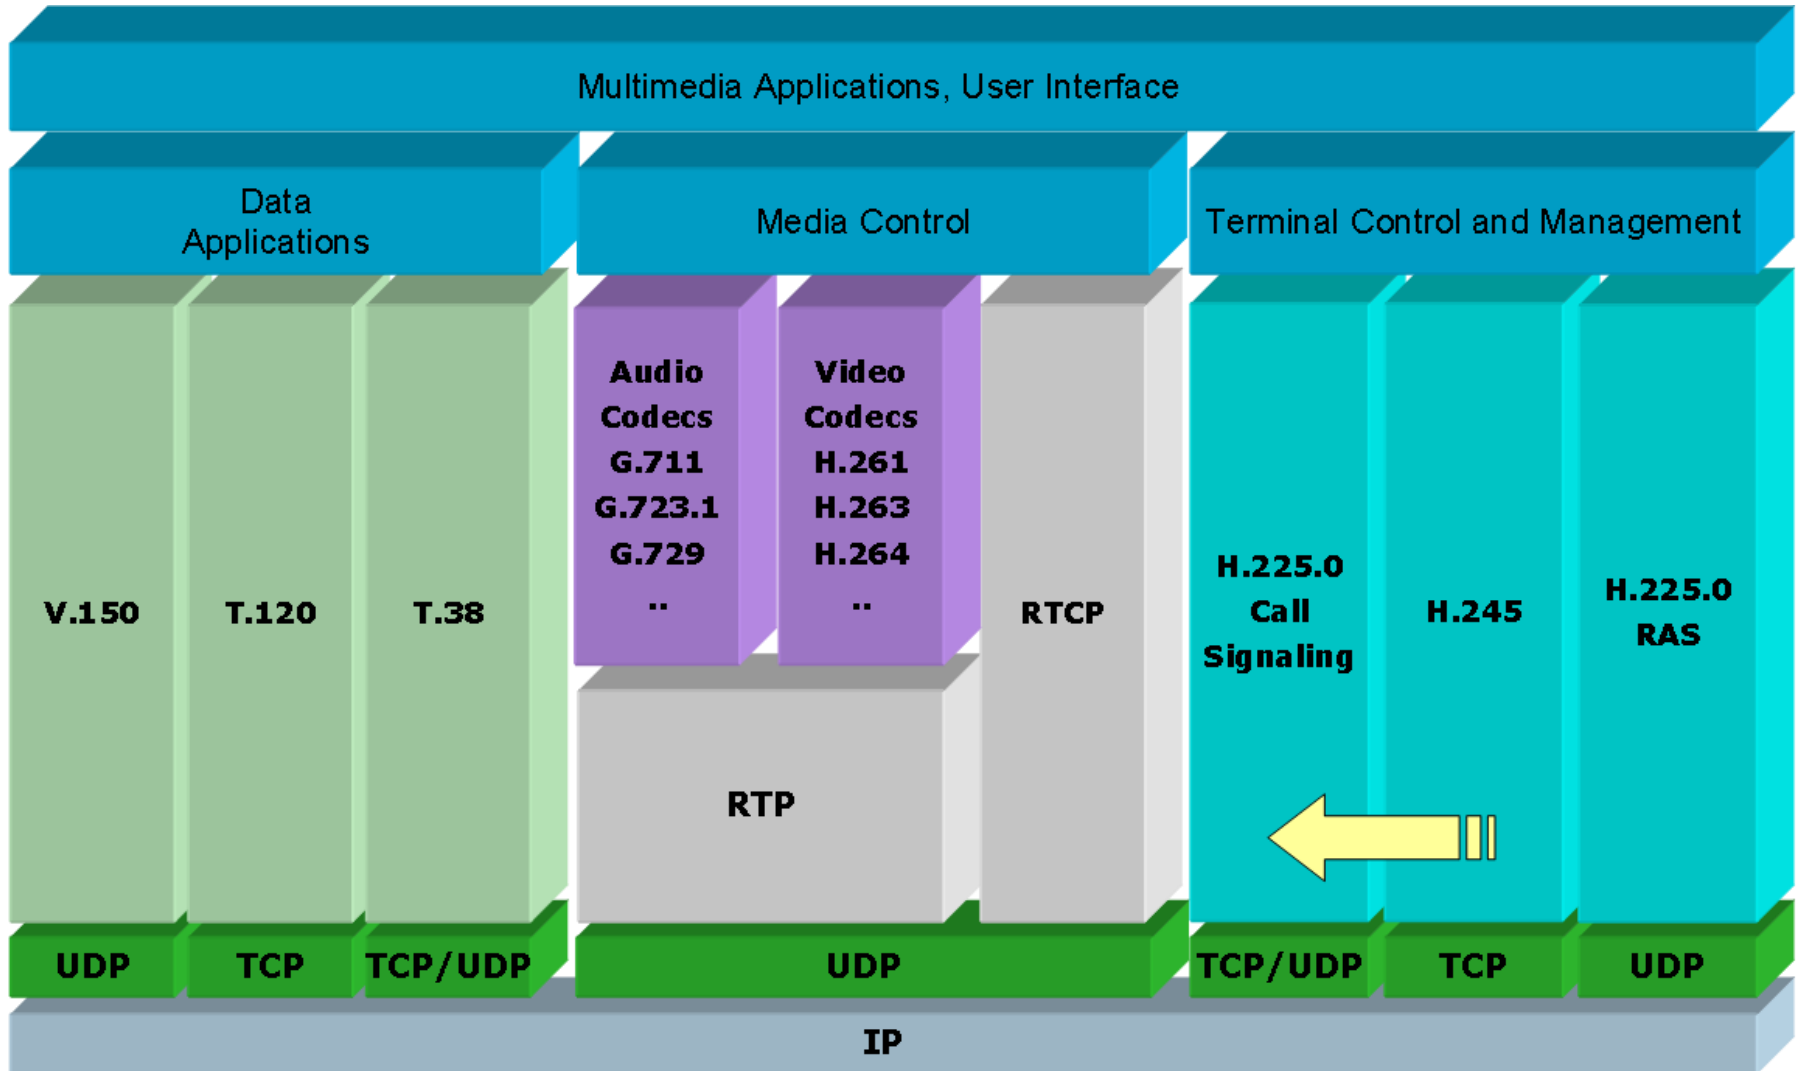 Multimedia Applications, User Interface
Data
Applications
Media Control
Terminal Control and Management
V.150
T.120
T.38
Audio
Codecs
G.711
G.723.1
G.729
..
Video
Codecs
H.261
H.263
H.264
..
RTP
RTCP
H.225.0
Call
Signaling
H.245
H.225.0
RAS
UDP
TCP
TCP/UDP
UDP
TCP/UDP
TCP
UDP
IP